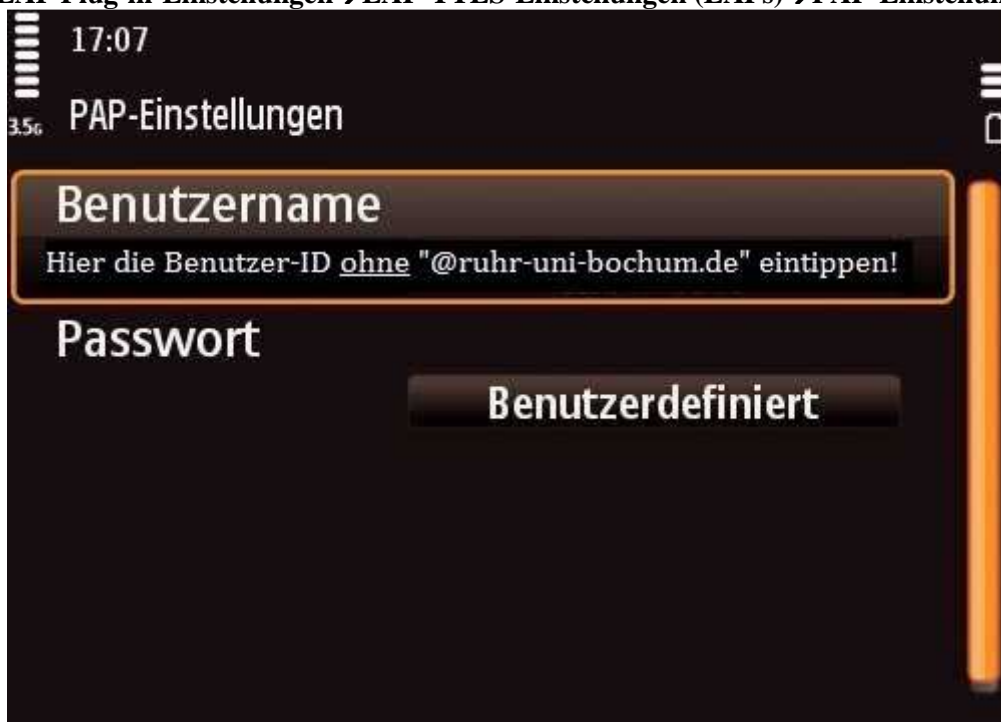 17:07
3.5G PAP-Einstellungen
Benutzername
Hier die Benutzer-ID ohne "@ruhr-uni-bochum.de" eintippen!
Passwort
Benutzerdefiniert